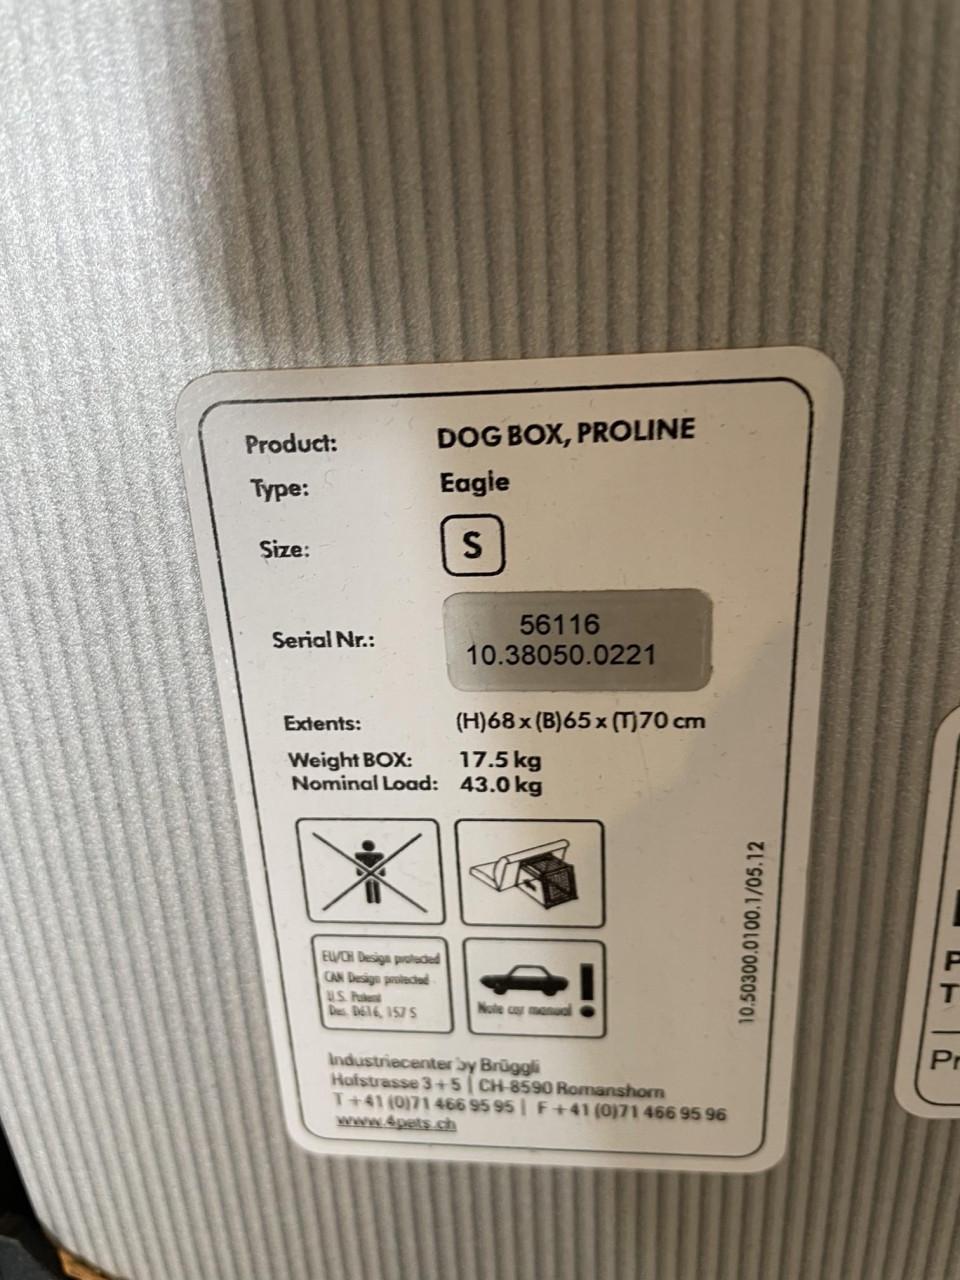 Product: DOG BOX, PROLINE
Type: Eagle
Size: S
Serial Nr.: 56116
10.38050.0221
Extents: (H)68 x (B)65 x (T)70 cm
Weight BOX: 17.5 kg
Nominal Load: 43.0 kg
EU/CH Design protected
CAN Design protected
U.S. Patent
Des. D616, 157 S
Note car manual !
10.50300.0100.1/05.12
Industriecenter by Brüggli
Hofstrasse 3 + 5 | CH-8590 Romanshorn
T +41 (0)71 466 95 95 | F +41 (0)71 466 95 96
www.4pets.ch
P
T
Pr